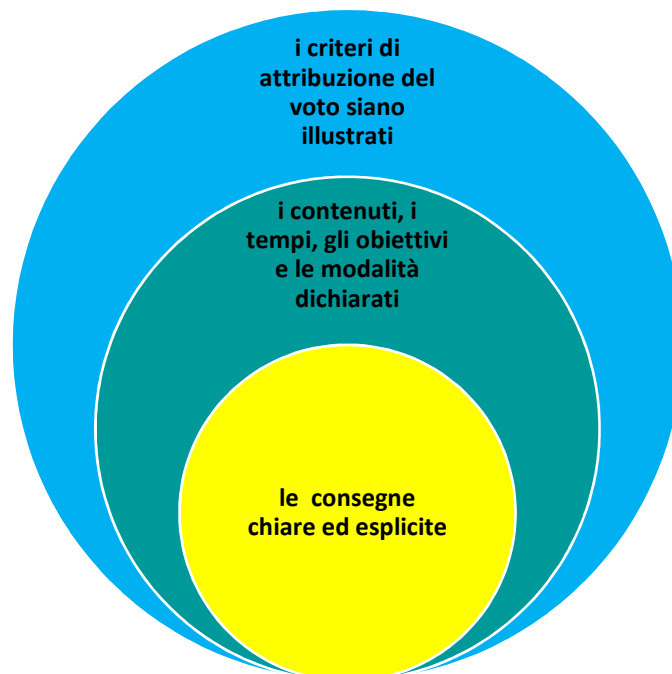 i criteri di
attribuzione del
voto siano
illustrati
i contenuti, i
tempi, gli obiettivi
e le modalità
dichiarati
le  consegne
chiare ed esplicite